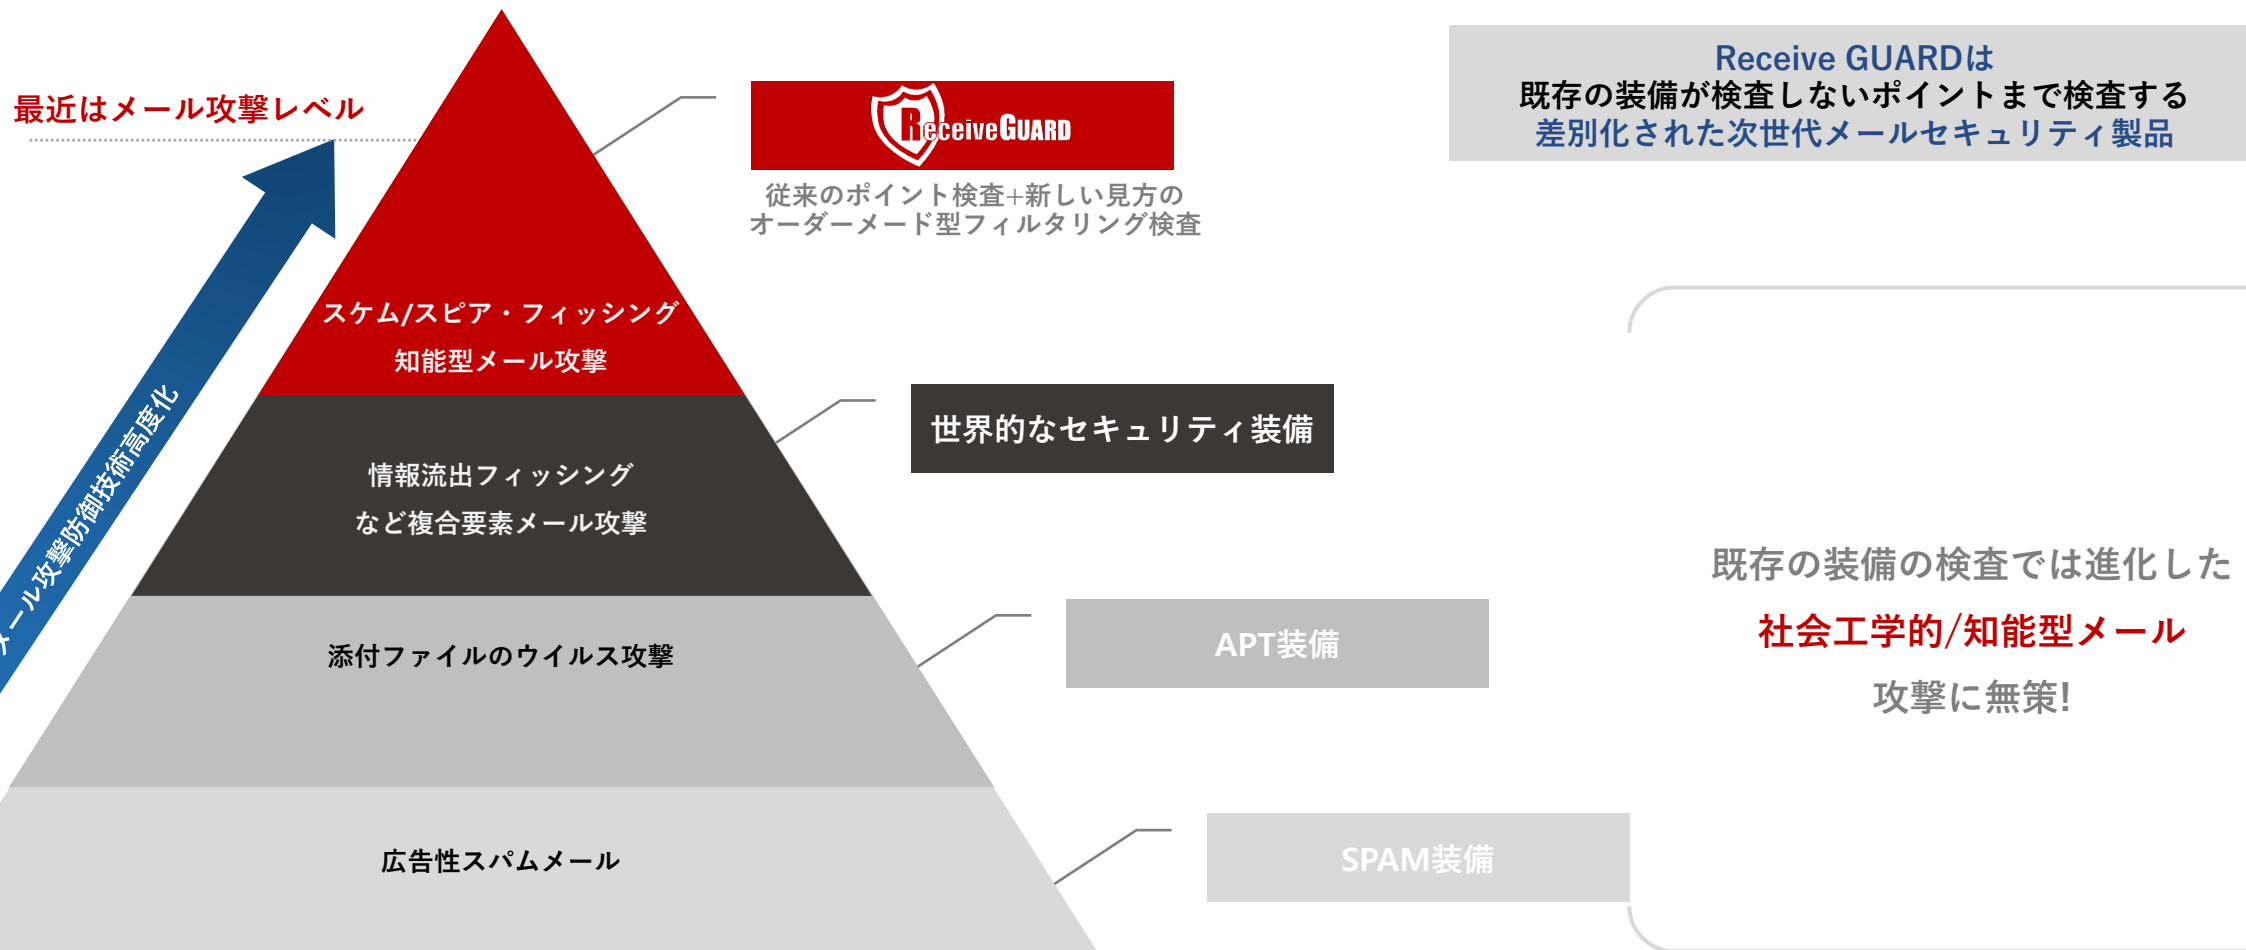 最近はメール攻撃レベル
ReceiveGUARD
従来のポイント検査+新しい見方の
オーダーメード型フィルタリング検査
Receive GUARDは
既存の装備が検査しないポイントまで検査する
差別化された次世代メールセキュリティ製品
スケム/スピア・フィッシング
知能型メール攻撃
メール攻撃防御技術高度化
世界的なセキュリティ装備
情報流出フィッシング
など複合要素メール攻撃
既存の装備の検査では進化した
社会工学的/知能型メール
攻撃に無策!
添付ファイルのウイルス攻撃
APT装備
広告性スパムメール
SPAM装備